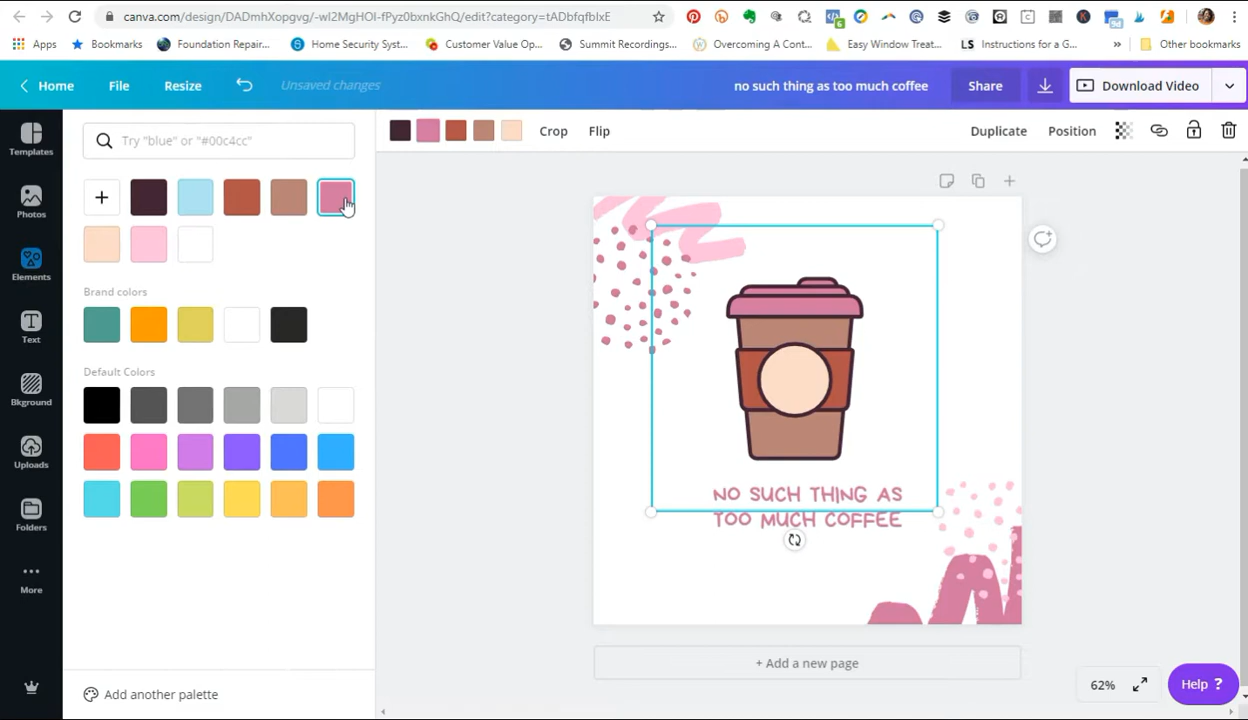 canva.com/design/DADmhXopgvg/-wl2MgHOI-fPyz0bxnkGhQ/edit?category=tADbfqfblxE
6
9d
Apps
Bookmarks
Foundation Repair...
Home Security Syst...
Customer Value Op...
Summit Recordings...
Overcoming A Cont...
Easy Window Treat...
LS Instructions for a G...
»
Other bookmarks
Home
File
Resize
Unsaved changes
no such thing as too much coffee
Share
Download Video
Templates
Photos
Elements
Text
Bkground
Uploads
Folders
More
Try "blue" or "#00c4cc"
Brand colors
Default Colors
Add another palette
Crop
Flip
Duplicate
Position
NO SUCH THING AS
TOO MUCH COFFEE
+ Add a new page
62%
Help ?